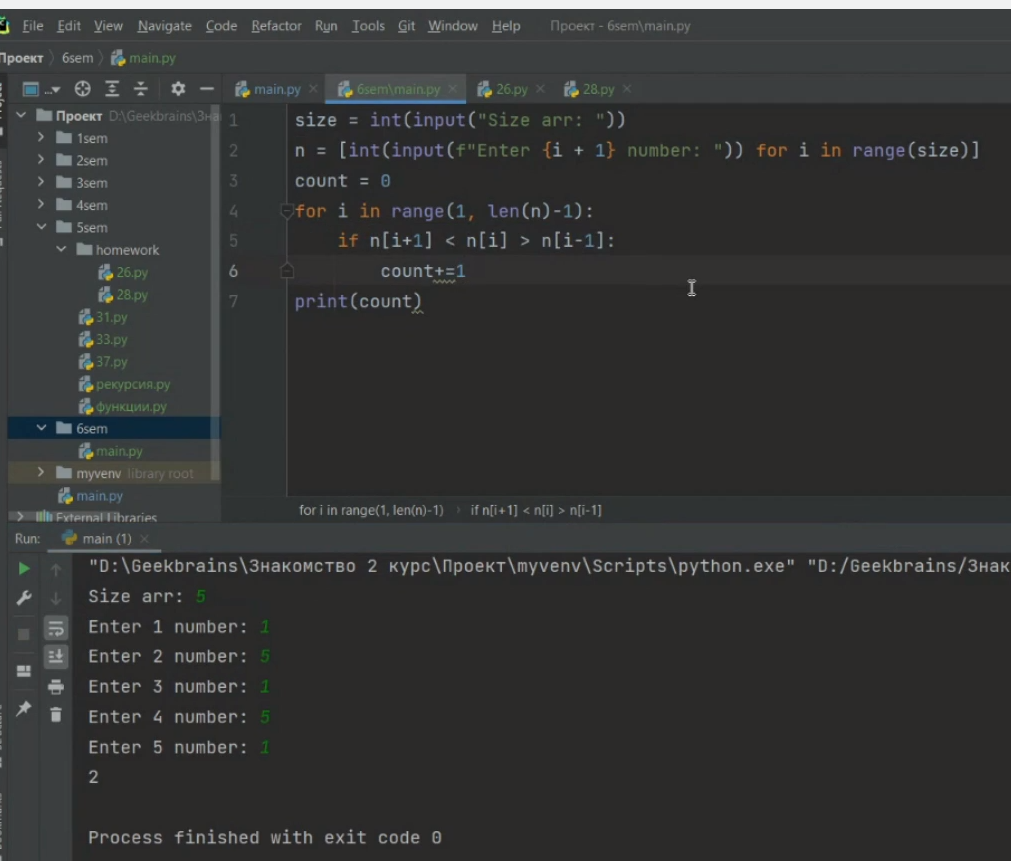 File Edit View Navigate Code Refactor Run Tools Git Window Help Проект - 6sem\main.py
Проект 6sem main.py
main.py 6sem\main.py 26.py 28.py
Проект D:\Geekbrains\Зна
1sem
2sem
3sem
4sem
5sem
homework
26.py
28.py
31.py
33.py
37.py
рекурсия.py
функции.py
6sem
main.py
myvenv library root
main.py
External Libraries
1 size = int(input("Size arr: "))
2 n = [int(input(f"Enter {i + 1} number: ")) for i in range(size)]
3 count = 0
4 for i in range(1, len(n)-1):
5 if n[i+1] < n[i] > n[i-1]:
6 count+=1
7 print(count)
for i in range(1, len(n)-1) if n[i+1] < n[i] > n[i-1]
Run: main (1)
"D:\Geekbrains\Знакомство 2 курс\Проект\myvenv\Scripts\python.exe" "D:/Geekbrains/Знак
Size arr: 5
Enter 1 number: 1
Enter 2 number: 5
Enter 3 number: 1
Enter 4 number: 5
Enter 5 number: 1
2
Process finished with exit code 0